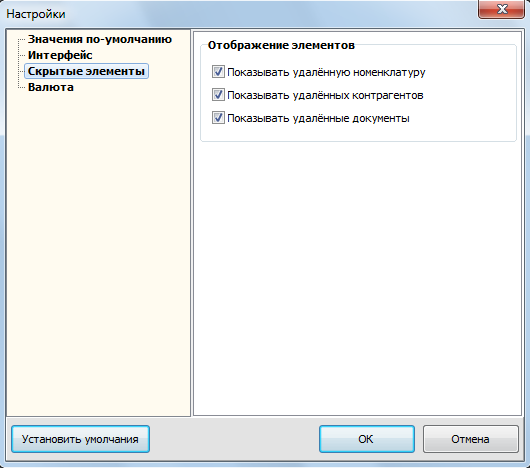 Настройки
Значения по-умолчанию
Интерфейс
Скрытые элементы
Валюта
Отображение элементов
Показывать удалённую номенклатуру
Показывать удалённых контрагентов
Показывать удалённые документы
Установить умолчания
OK
Отмена